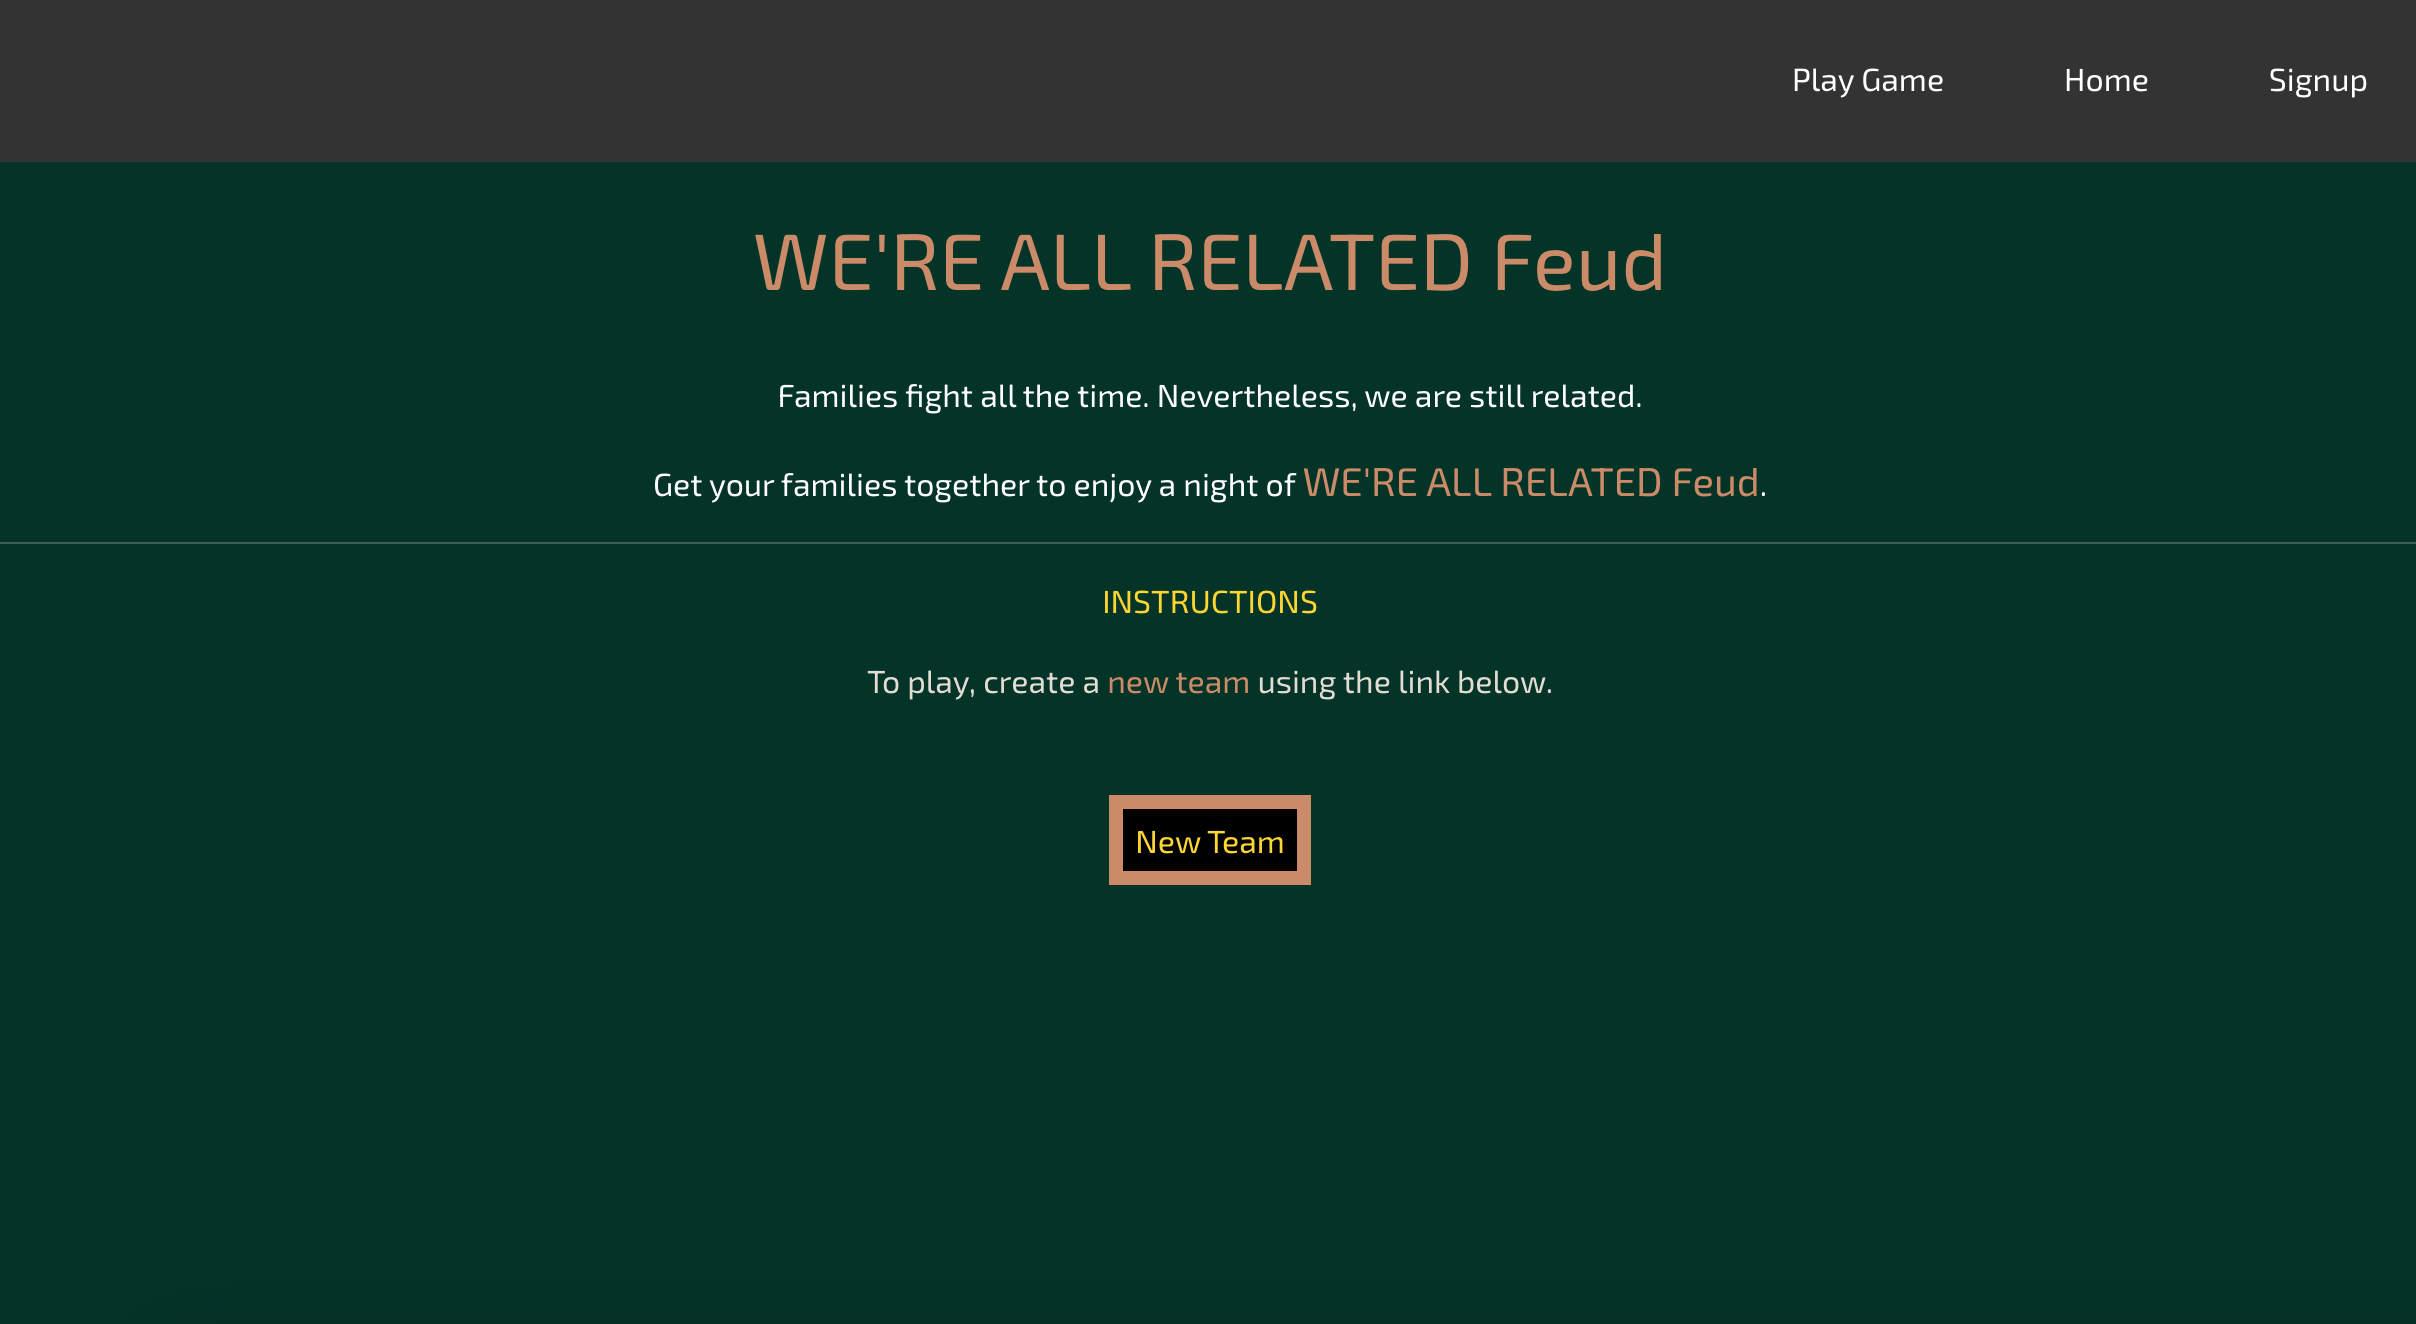 Play Game Home Signup
WE'RE ALL RELATED Feud
Families fight all the time. Nevertheless, we are still related.
Get your families together to enjoy a night of WE'RE ALL RELATED Feud.
INSTRUCTIONS
To play, create a new team using the link below.
New Team